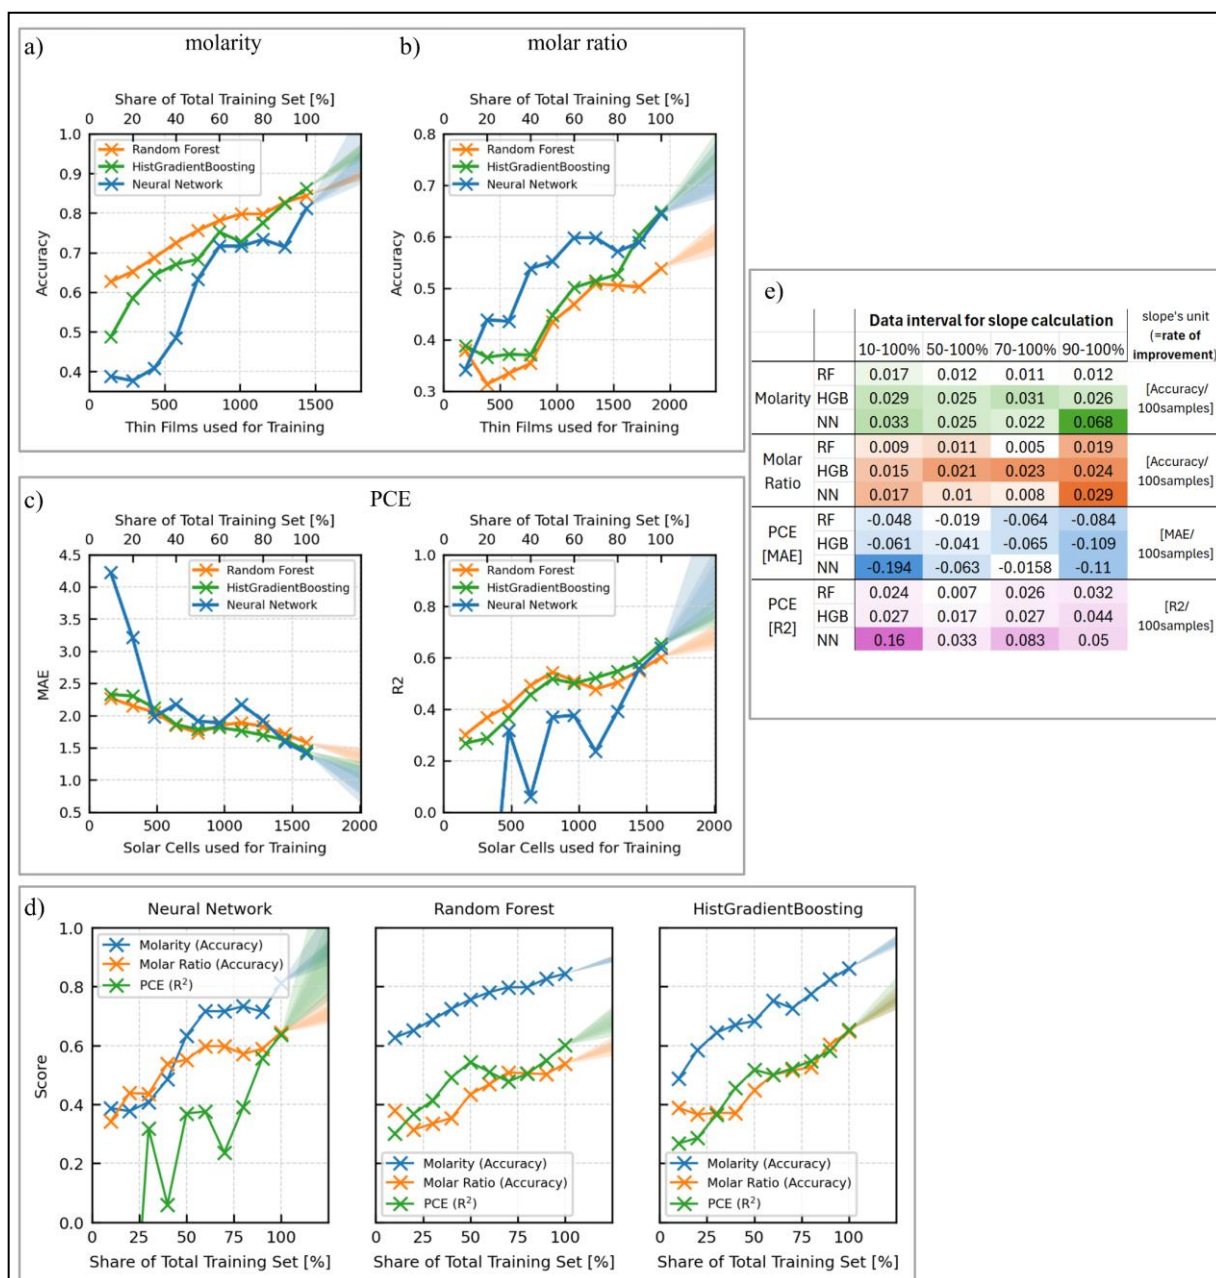 a)
molarity
b)
molar ratio
Share of Total Training Set [%]
0 20 40 60 80 100
1.0
0.9
0.8
0.7
0.6
0.5
0.4
Accuracy
Random Forest
HistGradientBoosting
Neural Network
0 500 1000 1500
Thin Films used for Training
Share of Total Training Set [%]
0 20 40 60 80 100
0.8
0.7
0.6
0.5
0.4
0.3
Accuracy
Random Forest
HistGradientBoosting
Neural Network
0 500 1000 1500 2000
Thin Films used for Training
c)
PCE
Share of Total Training Set [%]
0 20 40 60 80 100
4.5
4.0
3.5
3.0
2.5
2.0
1.5
1.0
0.5
MAE
Random Forest
HistGradientBoosting
Neural Network
0 500 1000 1500 2000
Solar Cells used for Training
Share of Total Training Set [%]
0 20 40 60 80 100
1.0
0.8
0.6
0.4
0.2
0.0
R2
Random Forest
HistGradientBoosting
Neural Network
0 500 1000 1500 2000
Solar Cells used for Training
d)
Neural Network
1.0
0.8
0.6
0.4
0.2
0.0
Score
Molarity (Accuracy)
Molar Ratio (Accuracy)
PCE (R²)
0 25 50 75 100
Share of Total Training Set [%]
Random Forest
Molarity (Accuracy)
Molar Ratio (Accuracy)
PCE (R²)
0 25 50 75 100
Share of Total Training Set [%]
HistGradientBoosting
Molarity (Accuracy)
Molar Ratio (Accuracy)
PCE (R²)
0 25 50 75 100
Share of Total Training Set [%]
e)
Data interval for slope calculation
slope's unit
(=rate of
improvement)
10-100% 50-100% 70-100% 90-100%
Molarity
RF 0.017 0.012 0.011 0.012
HGB 0.029 0.025 0.031 0.026
NN 0.033 0.025 0.022 0.068
[Accuracy/
100samples]
Molar
Ratio
RF 0.009 0.011 0.005 0.019
HGB 0.015 0.021 0.023 0.024
NN 0.017 0.01 0.008 0.029
[Accuracy/
100samples]
PCE
[MAE]
RF -0.048 -0.019 -0.064 -0.084
HGB -0.061 -0.041 -0.065 -0.109
NN -0.194 -0.063 -0.0158 -0.11
[MAE/
100samples]
PCE
[R2]
RF 0.024 0.007 0.026 0.032
HGB 0.027 0.017 0.027 0.044
NN 0.16 0.033 0.083 0.05
[R2/
100samples]